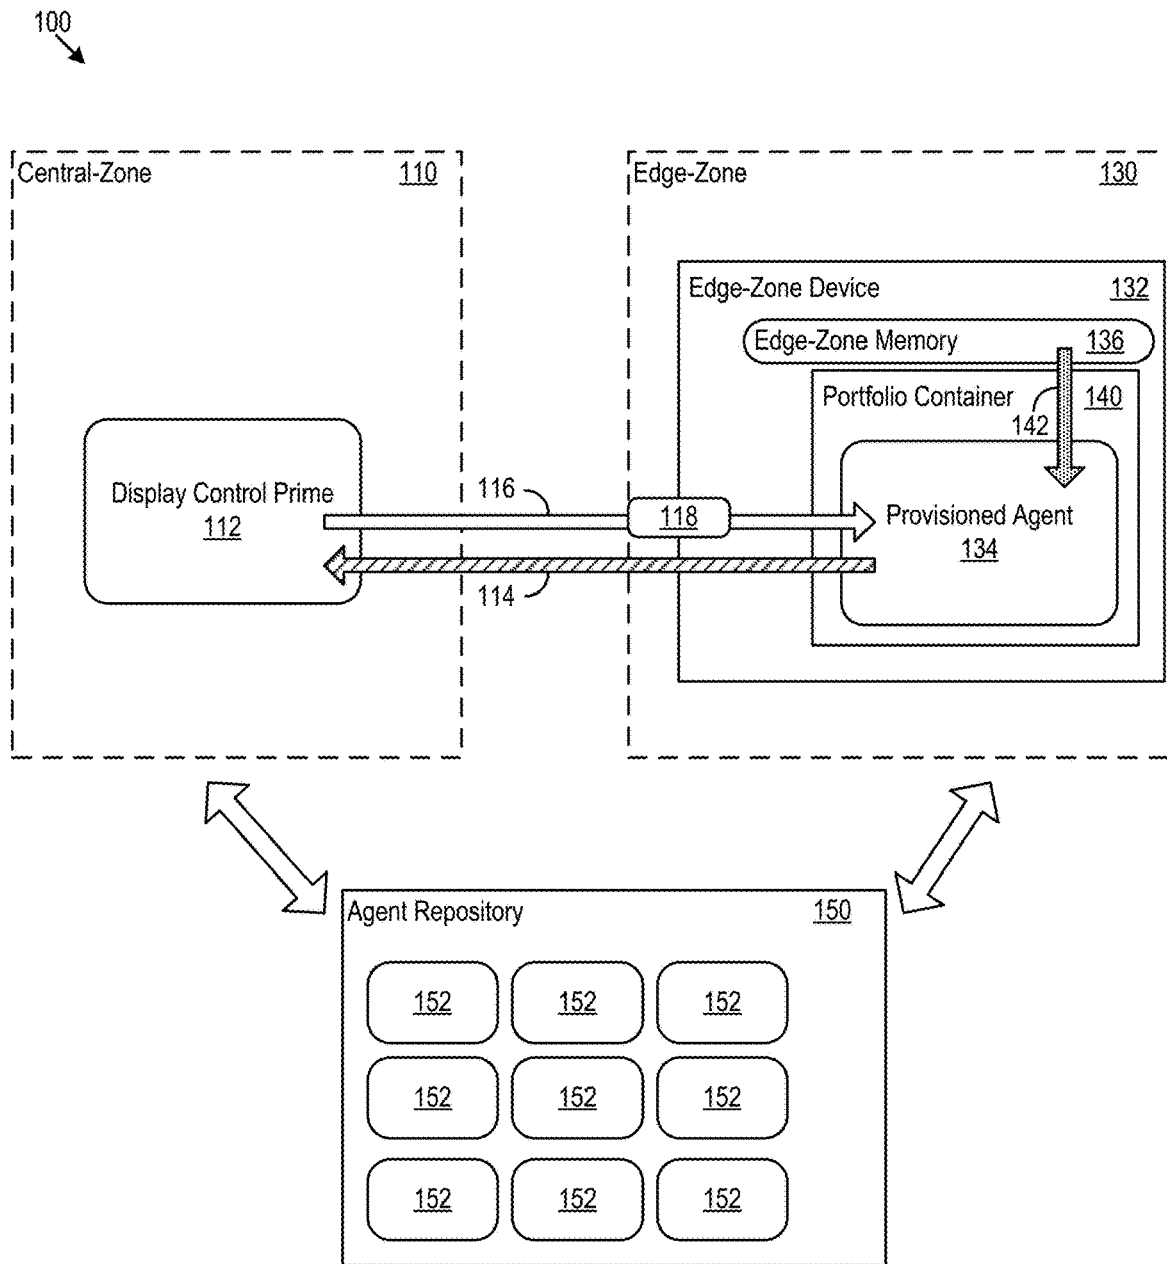 100
Central-Zone 110
Edge-Zone 130
Edge-Zone Device 132
Edge-Zone Memory 136
Portfolio Container 140
142
Display Control Prime
112
116
118
Provisioned Agent
134
114
Agent Repository 150
152 152 152
152 152 152
152 152 152